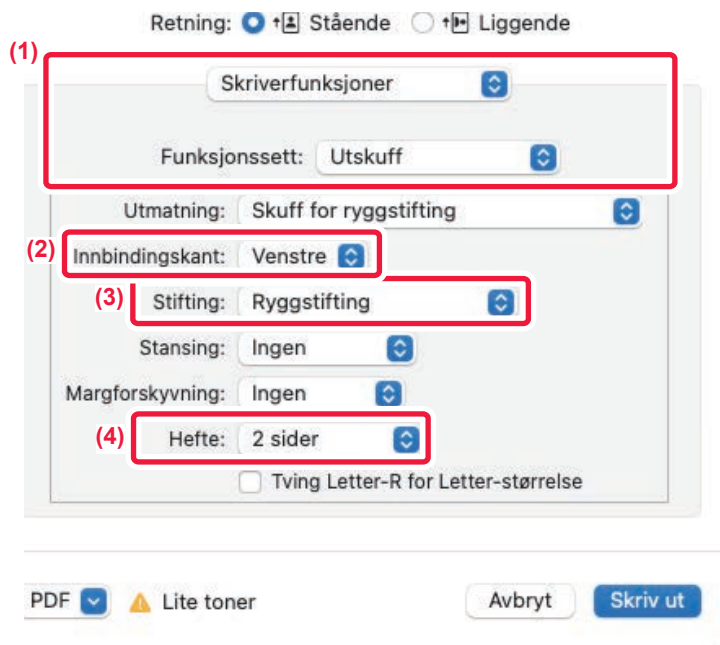 Retning: Stående Liggende
(1)
Skriverfunksjoner
Funksjonssett: Utskuff
Utmatning: Skuff for ryggstifting
(2) Innbindingskant: Venstre
(3) Stifting: Ryggstifting
Stansing: Ingen
Margforskyvning: Ingen
(4) Hefte: 2 sider
Tving Letter-R for Letter-størrelse
PDF Lite toner Avbryt Skriv ut